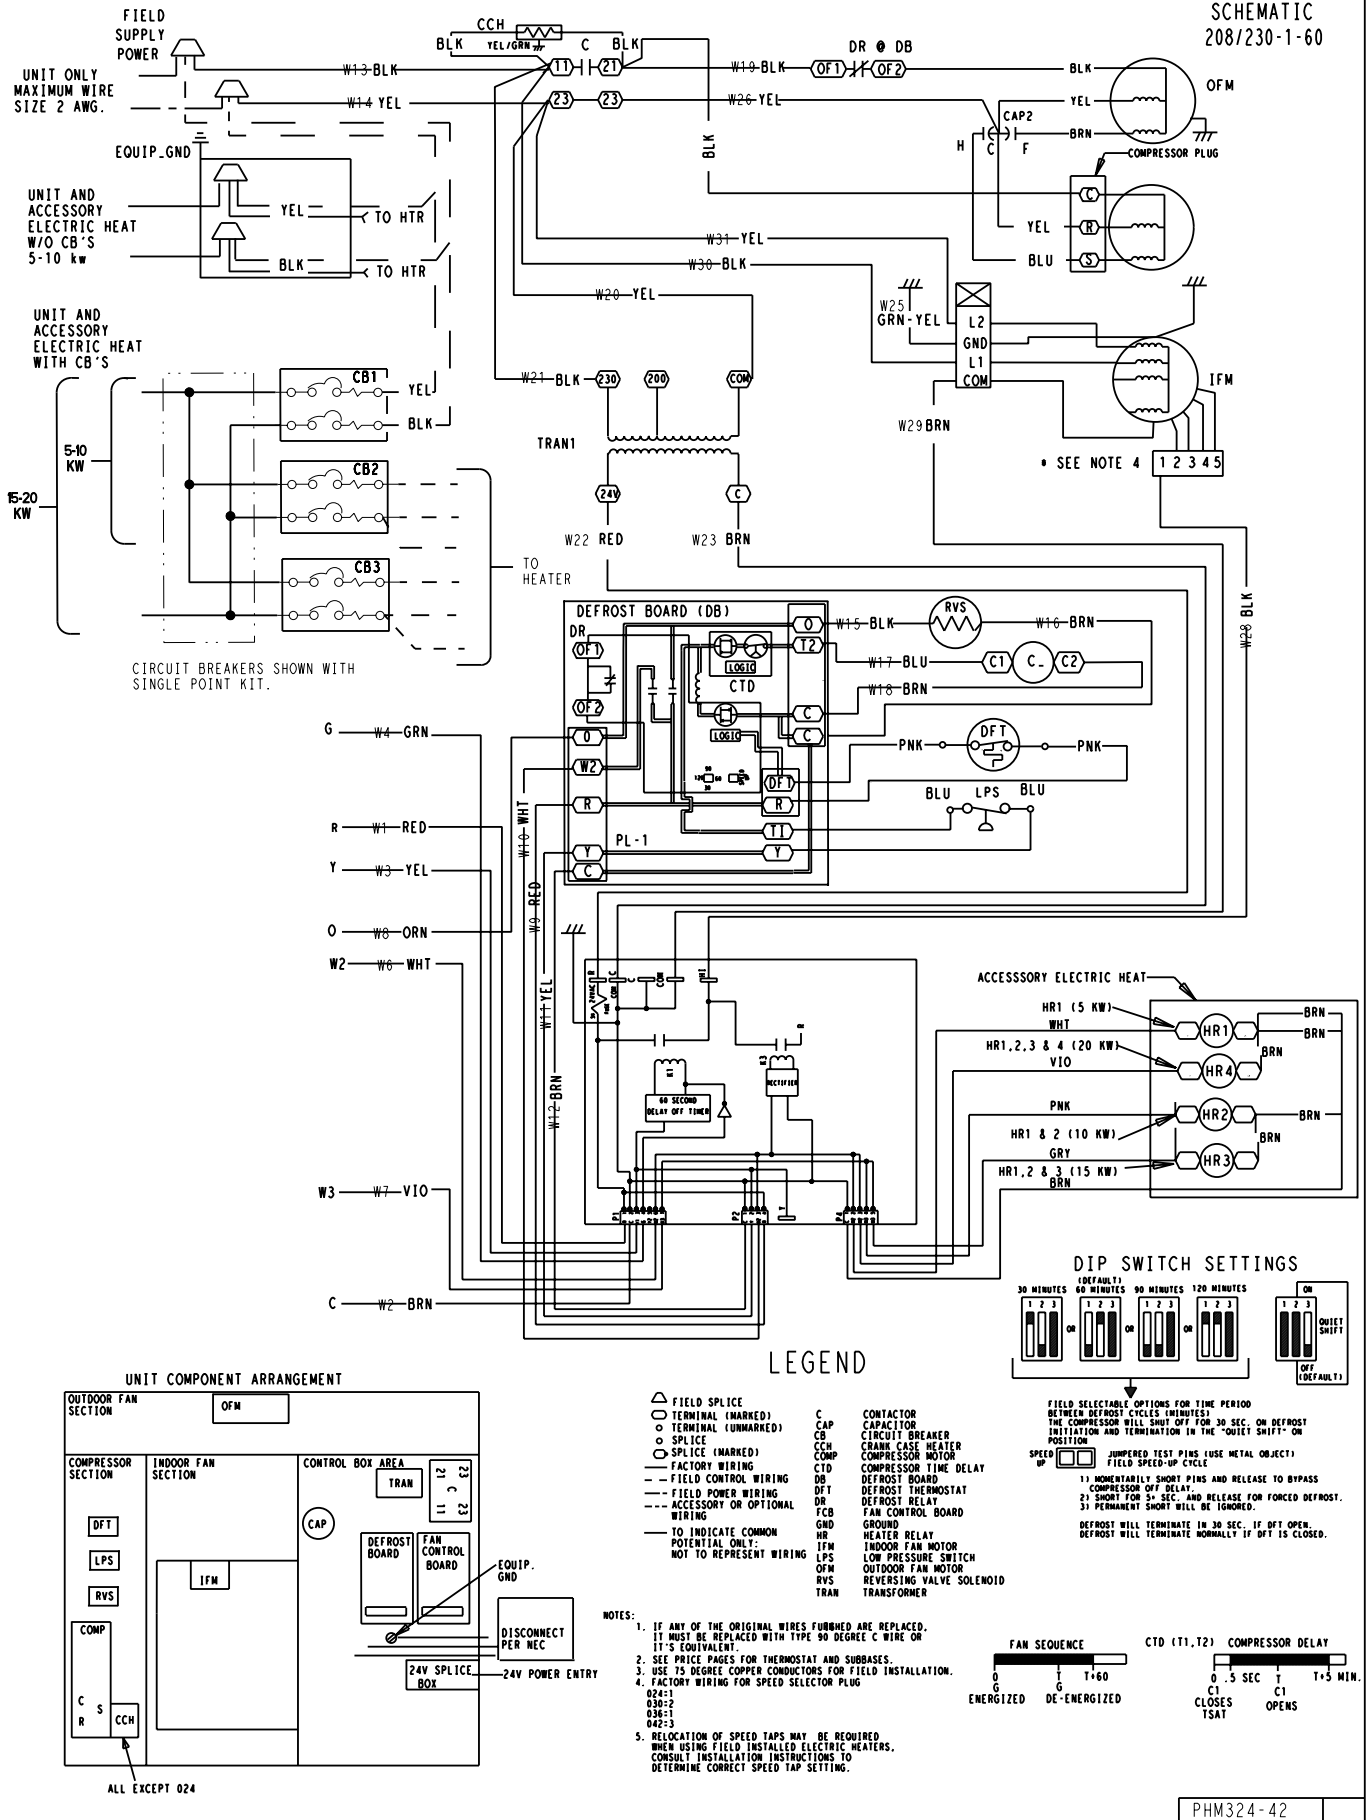 SCHEMATIC
208/230-1-60
FIELD
SUPPLY
POWER
UNIT ONLY
MAXIMUM WIRE
SIZE 2 AWG.
W13 BLK
W14 YEL
CCH
BLK
YEL/GRN
C
BLK
11
21
23
23
W19 BLK
DR @ DB
OF1
OF2
W26 YEL
BLK
YEL
BRN
OFM
CAP2
H
C
F
COMPRESSOR PLUG
BLK
EQUIP_GND
UNIT AND
ACCESSORY
ELECTRIC HEAT
W/O CB'S
5-10 kw
YEL
TO HTR
BLK
TO HTR
C
YEL
R
BLU
S
W31 YEL
W30 BLK
W20 YEL
W25
GRN-YEL
L2
GND
L1
COM
IFM
UNIT AND
ACCESSORY
ELECTRIC HEAT
WITH CB'S
CB1
YEL
BLK
5-10
KW
15-20
KW
CB2
CB3
TO
HEATER
CIRCUIT BREAKERS SHOWN WITH
SINGLE POINT KIT.
W21 BLK
230
200
COM
TRAN1
24V
C
W22 RED
W23 BRN
W29 BRN
* SEE NOTE 4
1 2 3 4 5
W28 BLK
DEFROST BOARD (DB)
DR
OF1
OF2
LOGIC
CTD
LOGIC
O
T2
C
C
W15 BLK
RVS
W16 BRN
W17 BLU
C1
C_
C2
W18 BRN
PNK
DFT
PNK
BLU
LPS
BLU
O
W2
R
Y
C
PL-1
90
120
60
30
DFT
R
T1
Y
G
W4 GRN
R
W1 RED
Y
W3 YEL
O
W8 ORN
W2
W6 WHT
W3
W7 VIO
C
W2 BRN
W10 WHT
W9 RED
W11 YEL
W12 BRN
R
C
C
COM
HI
COM
5A 24VAC
FUSE
K1
60 SECOND
DELAY OFF TIMER
K3
R
RECTIFIER
P1
P2
Y
P4
ACCESSSORY ELECTRIC HEAT
HR1 (5 KW)
WHT
HR1,2,3 & 4 (20 KW)
VIO
PNK
HR1 & 2 (10 KW)
GRY
HR1,2 & 3 (15 KW)
BRN
HR1
HR4
HR2
HR3
BRN
BRN
BRN
BRN
BRN
DIP SWITCH SETTINGS
30 MINUTES
(DEFAULT)
60 MINUTES
90 MINUTES
120 MINUTES
1 2 3
OR
1 2 3
1 2 3
OR
1 2 3
1 2 3
ON
QUIET
SHIFT
OFF
(DEFAULT)
FIELD SELECTABLE OPTIONS FOR TIME PERIOD
BETWEEN DEFROST CYCLES (MINUTES)
THE COMPRESSOR WILL SHUT OFF FOR 30 SEC. ON DEFROST
INITIATION AND TERMINATION IN THE "QUIET SHIFT" ON
POSITION
SPEED
UP
JUMPERED TEST PINS (USE METAL OBJECT)
FIELD SPEED-UP CYCLE
1) MOMENTARILY SHORT PINS AND RELEASE TO BYPASS
COMPRESSOR OFF DELAY.
2) SHORT FOR 5+ SEC. AND RELEASE FOR FORCED DEFROST.
3) PERMANENT SHORT WILL BE IGNORED.
DEFROST WILL TERMINATE IN 30 SEC. IF DFT OPEN.
DEFROST WILL TERMINATE NORMALLY IF DFT IS CLOSED.
LEGEND
FIELD SPLICE
TERMINAL (MARKED)
TERMINAL (UNMARKED)
SPLICE
SPLICE (MARKED)
FACTORY WIRING
FIELD CONTROL WIRING
FIELD POWER WIRING
ACCESSORY OR OPTIONAL
WIRING
TO INDICATE COMMON
POTENTIAL ONLY:
NOT TO REPRESENT WIRING
C CONTACTOR
CAP CAPACITOR
CB CIRCUIT BREAKER
CCH CRANK CASE HEATER
COMP COMPRESSOR MOTOR
CTD COMPRESSOR TIME DELAY
DB DEFROST BOARD
DFT DEFROST THERMOSTAT
DR DEFROST RELAY
FCB FAN CONTROL BOARD
GND GROUND
HR HEATER RELAY
IFM INDOOR FAN MOTOR
LPS LOW PRESSURE SWITCH
OFM OUTDOOR FAN MOTOR
RVS REVERSING VALVE SOLENOID
TRAN TRANSFORMER
UNIT COMPONENT ARRANGEMENT
OUTDOOR FAN
SECTION
OFM
COMPRESSOR
SECTION
INDOOR FAN
SECTION
CONTROL BOX AREA
TRAN
23
21
C
23
11
CAP
DFT
LPS
RVS
DEFROST
BOARD
FAN
CONTROL
BOARD
IFM
EQUIP.
GND
COMP
C
S
R
CCH
DISCONNECT
PER NEC
24V SPLICE
BOX
24V POWER ENTRY
ALL EXCEPT 024
NOTES:
1. IF ANY OF THE ORIGINAL WIRES FURNISHED ARE REPLACED,
IT MUST BE REPLACED WITH TYPE 90 DEGREE C WIRE OR
IT'S EQUIVALENT.
2. SEE PRICE PAGES FOR THERMOSTAT AND SUBBASES.
3. USE 75 DEGREE COPPER CONDUCTORS FOR FIELD INSTALLATION.
4. FACTORY WIRING FOR SPEED SELECTOR PLUG
024=1
030=2
036=1
042=3
5. RELOCATION OF SPEED TAPS MAY BE REQUIRED
WHEN USING FIELD INSTALLED ELECTRIC HEATERS,
CONSULT INSTALLATION INSTRUCTIONS TO
DETERMINE CORRECT SPEED TAP SETTING.
FAN SEQUENCE
0 T T+60
G G
ENERGIZED DE-ENERGIZED
CTD (T1,T2) COMPRESSOR DELAY
0 .5 SEC T T+5 MIN.
C1 C1
CLOSES OPENS
TSAT
PHM324-42